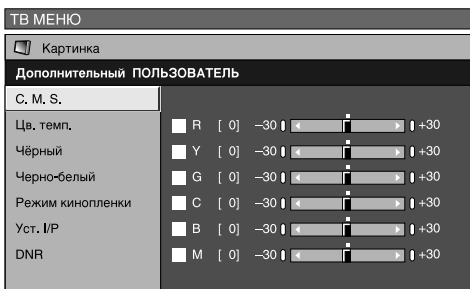 ТВ МЕНЮ
Картинка
Дополнительный ПОЛЬЗОВАТЕЛЬ
C. M. S.
Цв. темп. R [ 0] –30 +30
Чёрный Y [ 0] –30 +30
Черно-белый G [ 0] –30 +30
Режим кинопленки C [ 0] –30 +30
Уст. I/P B [ 0] –30 +30
DNR M [ 0] –30 +30